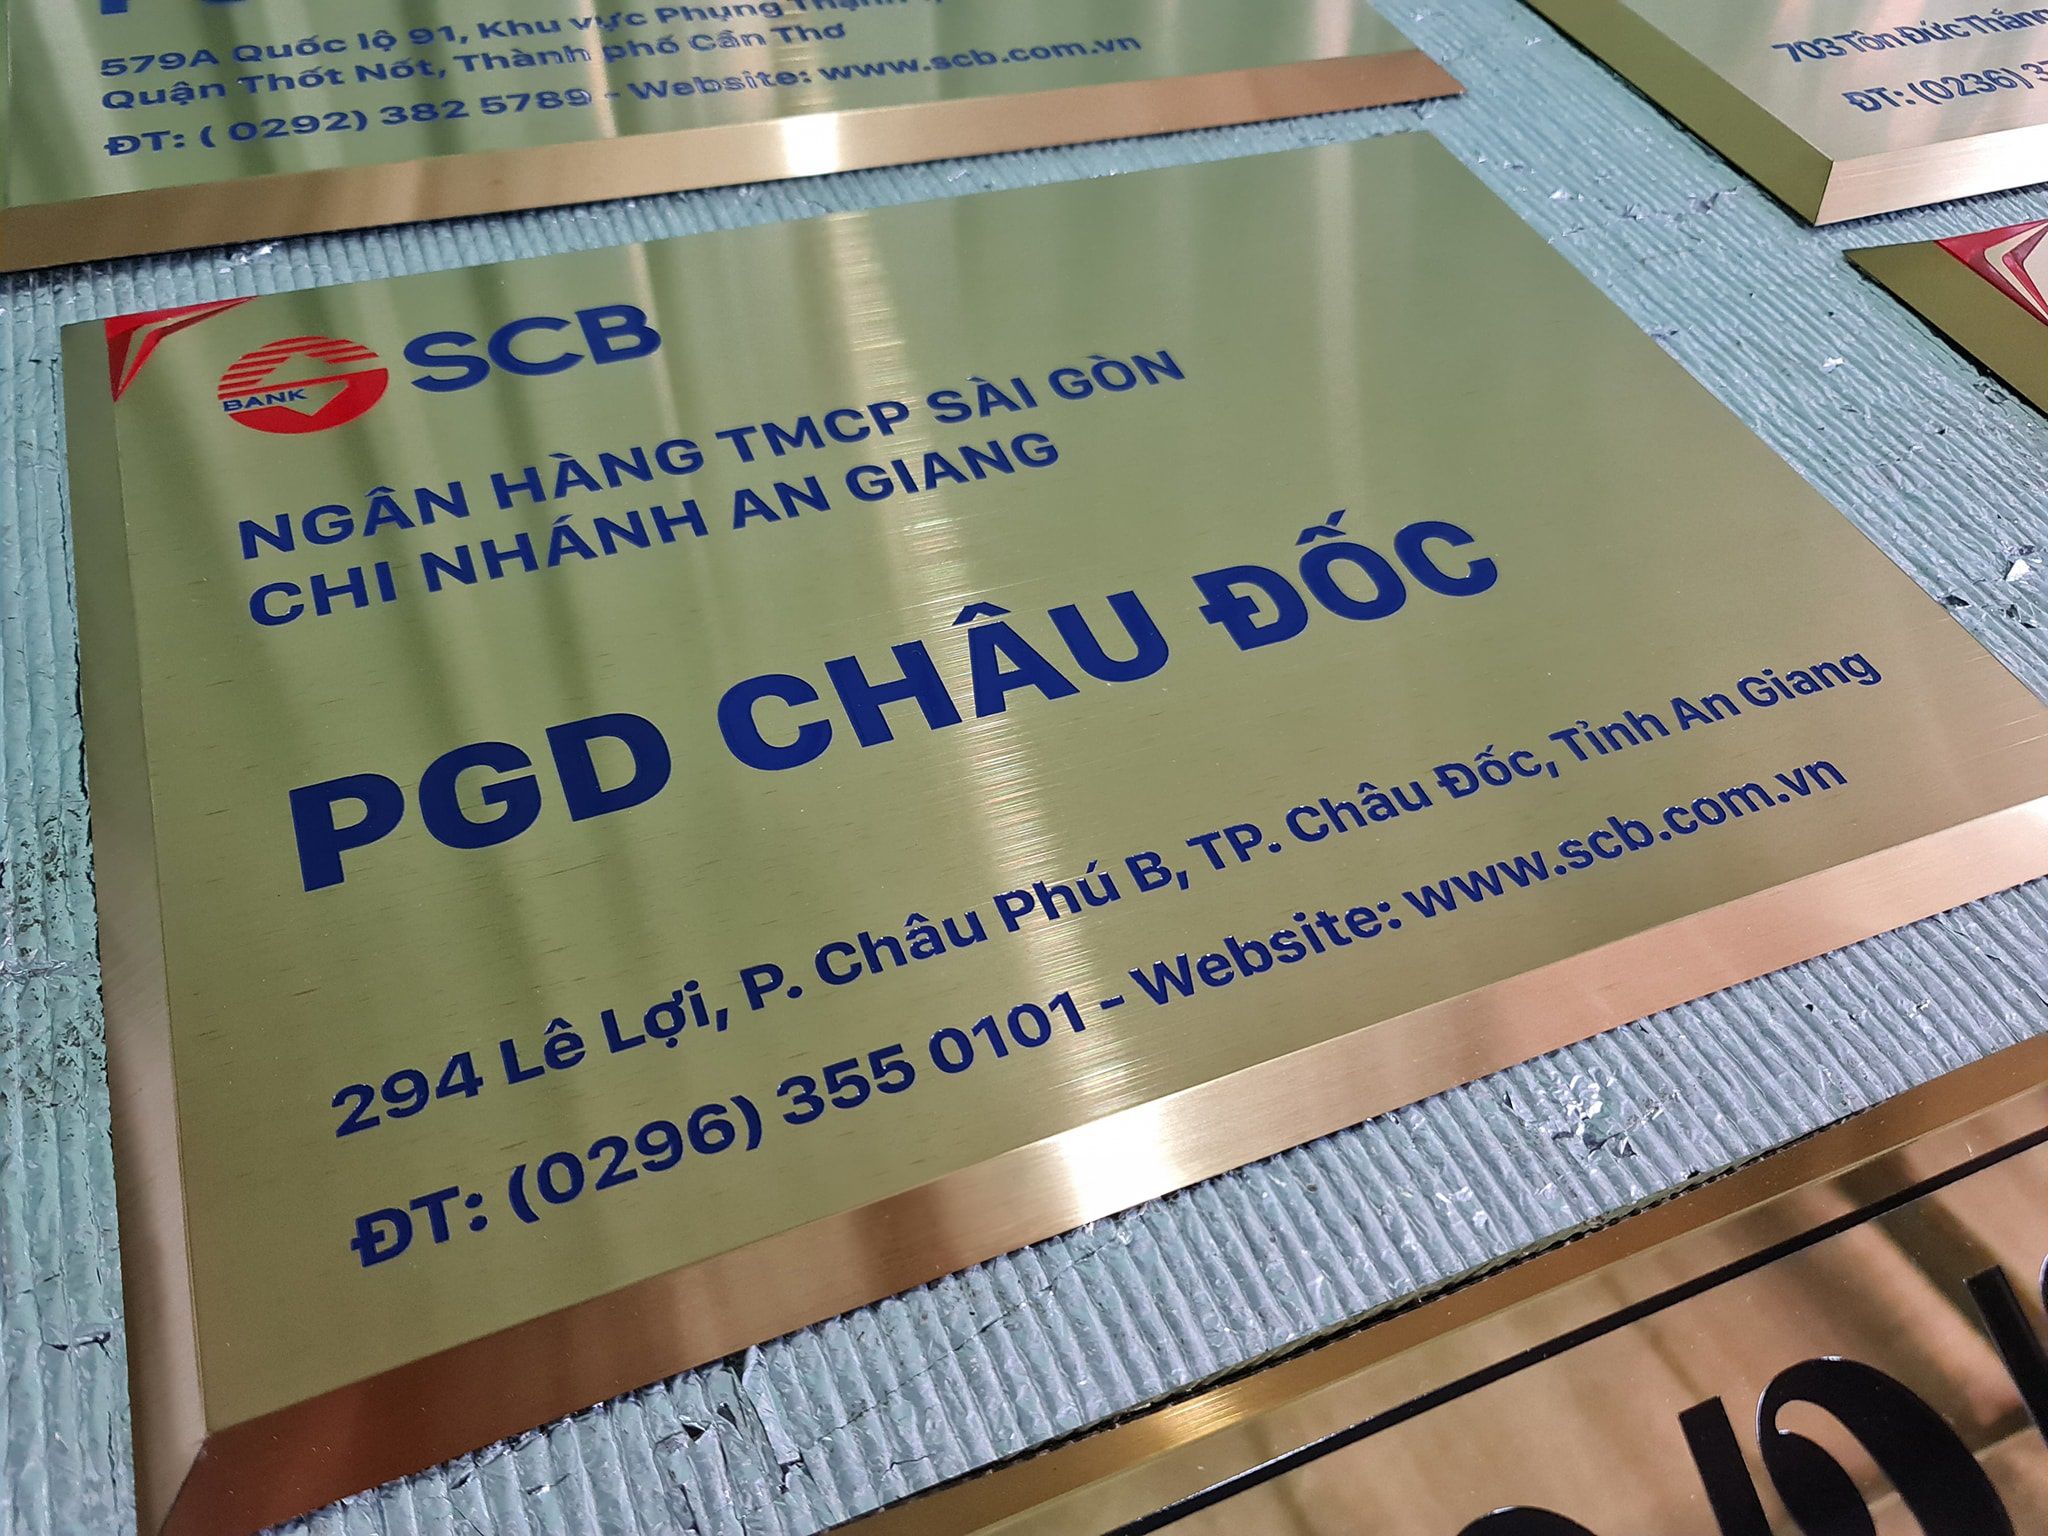 579A Quốc lộ 91, Khu vực Phụng Thạnh
Quận Thốt Nốt, Thành phố Cần Thơ
ĐT: ( 0292) 382 5789 - Website: www.scb.com.vn
703 Tôn Đức Thắng
ĐT: (0236) 37
SCB
BANK
NGÂN HÀNG TMCP SÀI GÒN
CHI NHÁNH AN GIANG
PGD CHÂU ĐỐC
294 Lê Lợi, P. Châu Phú B, TP. Châu Đốc, Tỉnh An Giang
ĐT: (0296) 355 0101 - Website: www.scb.com.vn